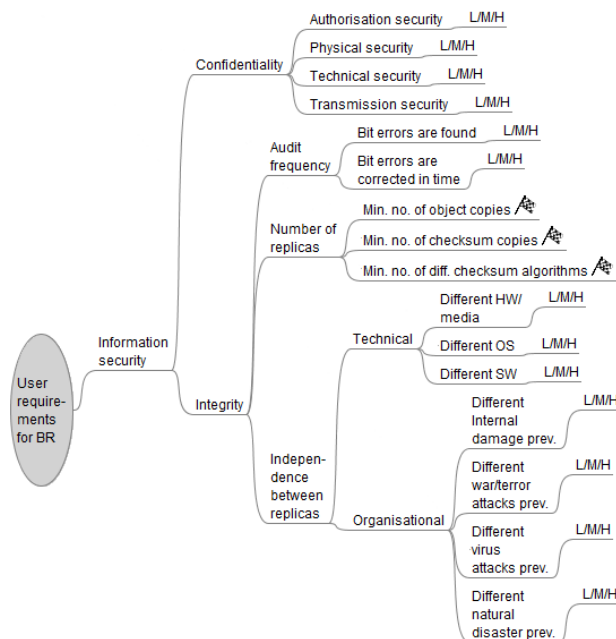 Authorisation security L/M/H
Physical security L/M/H
Confidentiality
Technical security L/M/H
Transmission security L/M/H
Audit
frequency
Bit errors are found L/M/H
Bit errors are
corrected in time
L/M/H
Number of
replicas
Min. no. of object copies
Min. no. of checksum copies
Min. no. of diff. checksum algorithms
User
require-
ments
for BR
Information
security
Integrity
Independ-
dence
between
replicas
Technical
Different HW/
media
L/M/H
Different OS L/M/H
Different SW L/M/H
Organisational
Different
Internal
damage prev.
L/M/H
Different
war/terror
attacks prev.
L/M/H
Different
virus
attacks prev.
L/M/H
Different
natural
disaster prev.
L/M/H